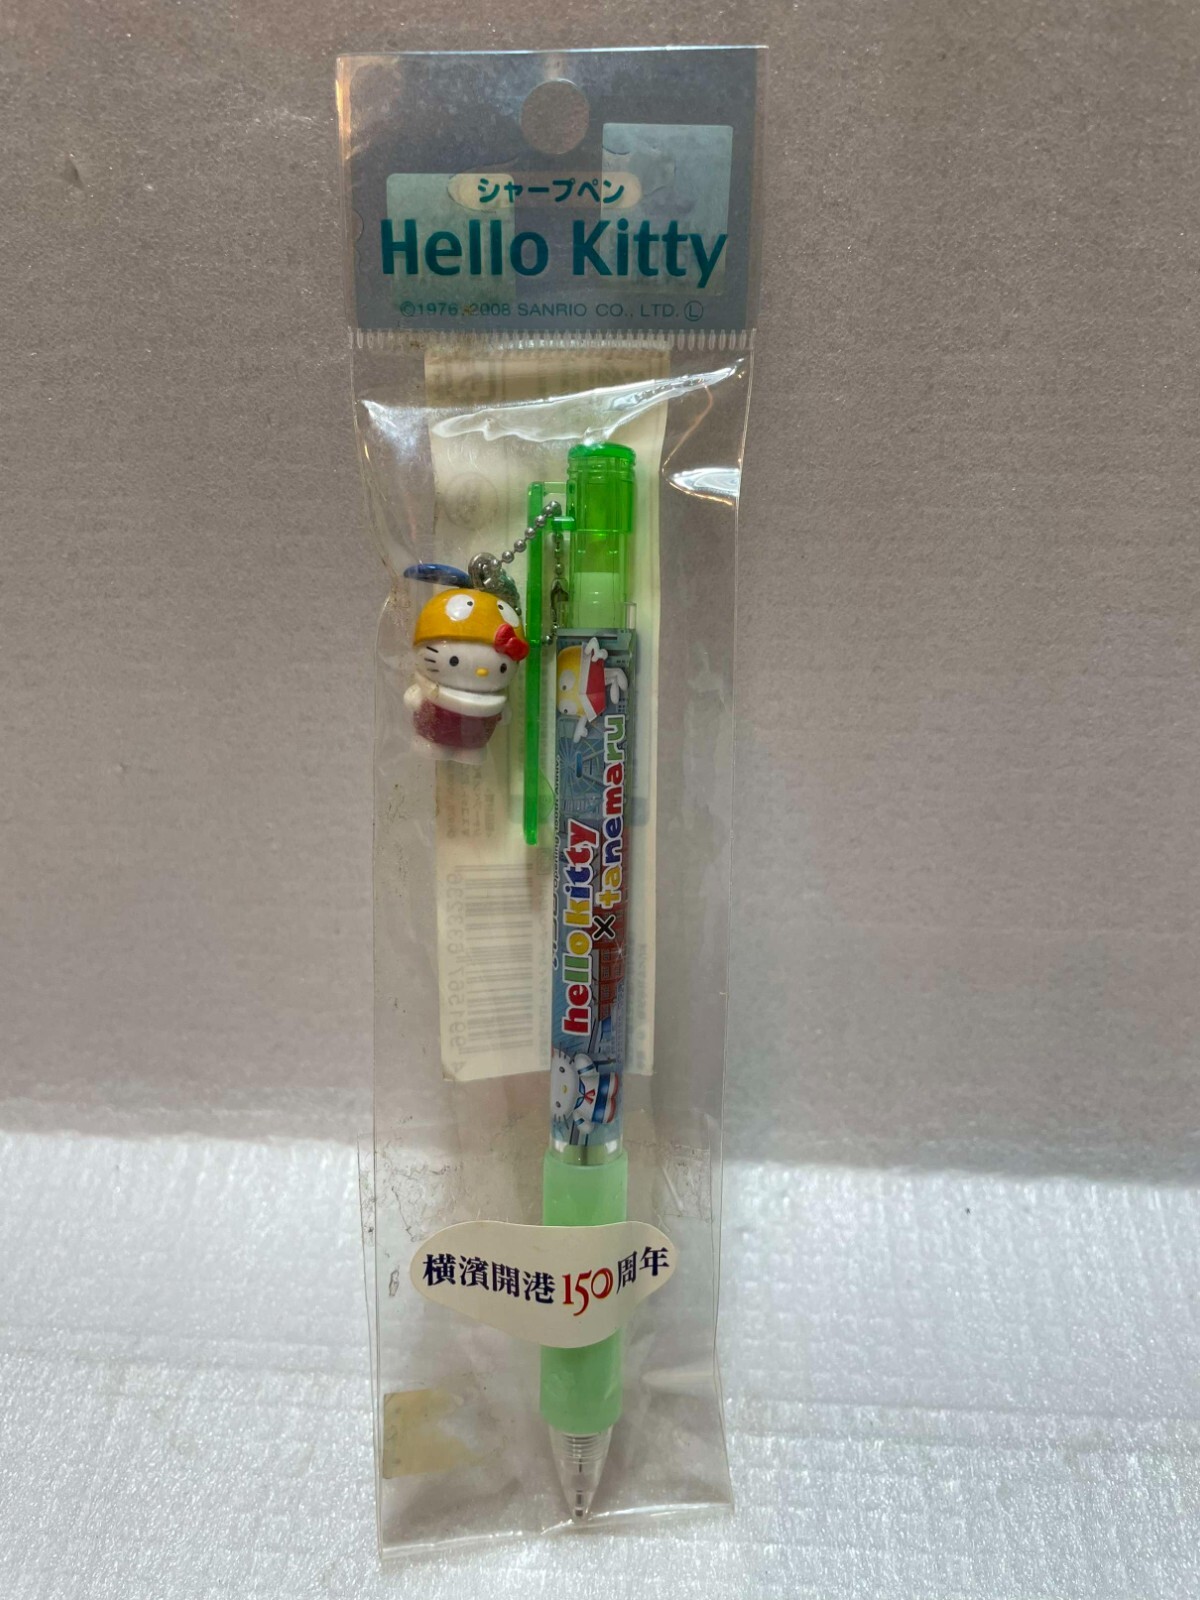 シャープペン
Hello Kitty
©1976, 2008 SANRIO CO., LTD. Ⓛ
hellokitty
×tanemaru
横濱開港150周年